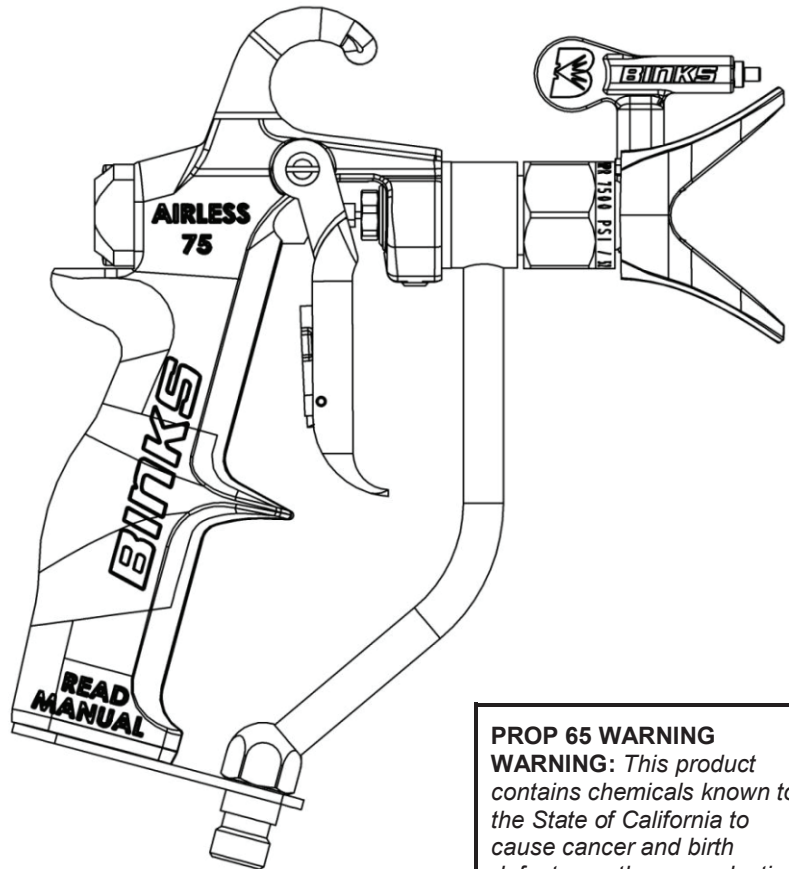 BINKS
AIRLESS
75
7500 PSI /
BINKS
READ
MANUAL
PROP 65 WARNING
WARNING: This product
contains chemicals known to
the State of California to
cause cancer and birth